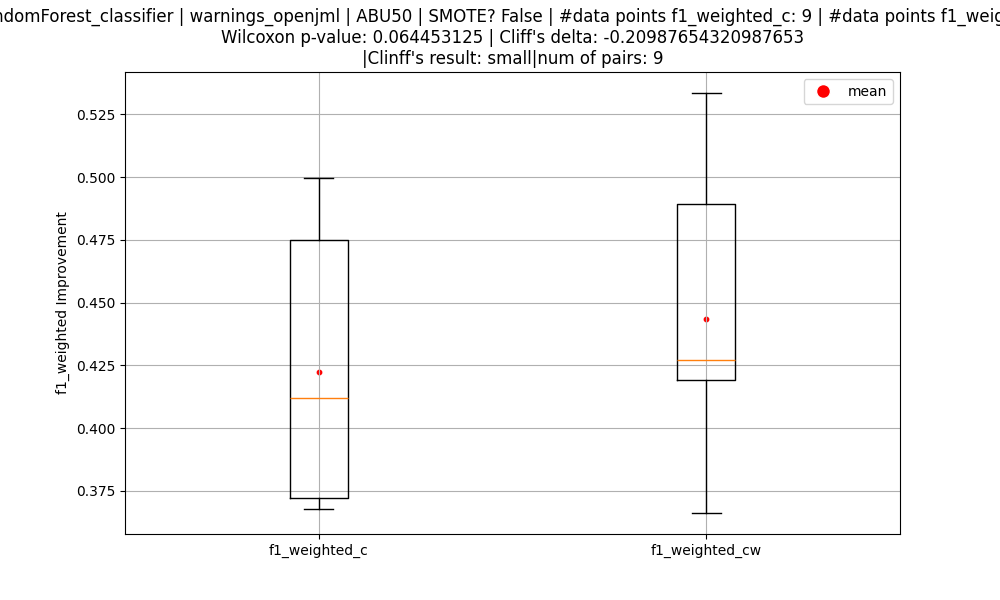 ndomForest_classifier | warnings_openjml | ABU50 | SMOTE? False | #data points f1_weighted_c: 9 | #data points f1_weig
Wilcoxon p-value: 0.064453125 | Cliff's delta: -0.20987654320987653
|Clinff's result: small|num of pairs: 9
mean
0.525
0.500
0.475
0.450
0.425
0.400
0.375
f1_weighted Improvement
f1_weighted_c
f1_weighted_cw